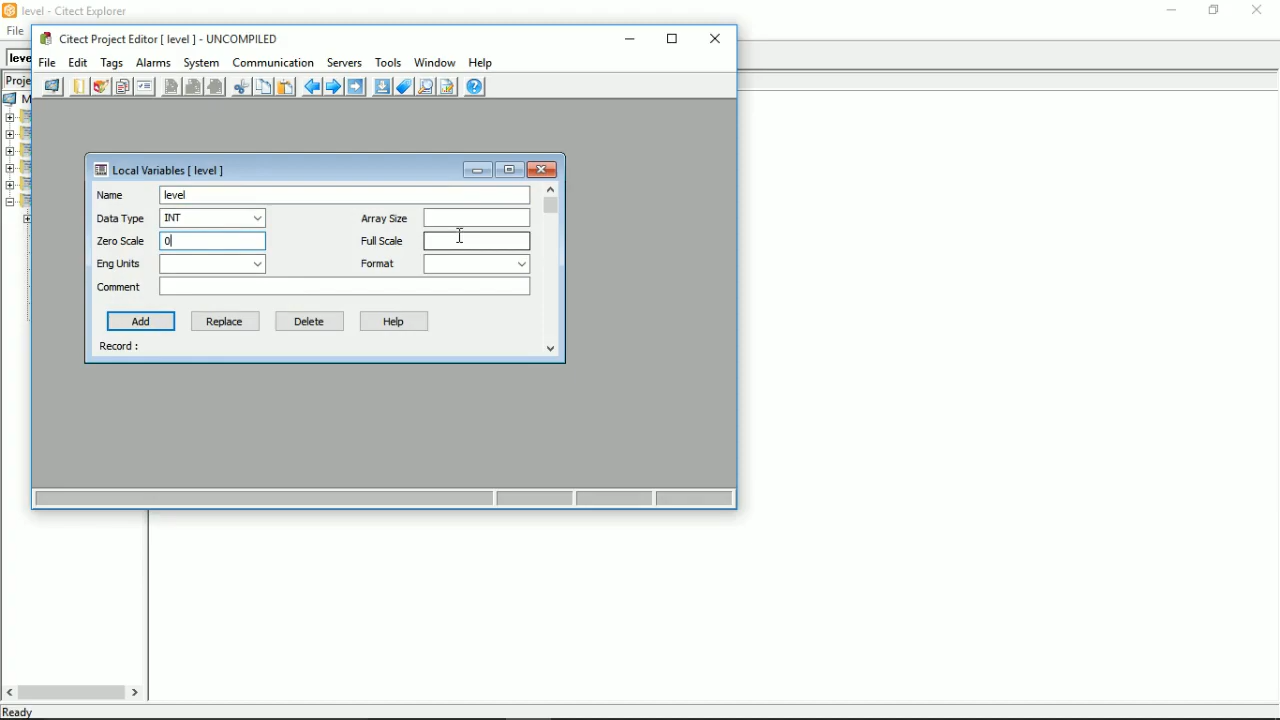 level - Citect Explorer
File
Citect Project Editor [ level ] - UNCOMPILED
File Edit Tags Alarms System Communication Servers Tools Window Help
leve
Proje
M
Local Variables [ level ]
Name level
Data Type INT Array Size
Zero Scale 0 Full Scale
Eng Units Format
Comment
Add Replace Delete Help
Record :
Ready